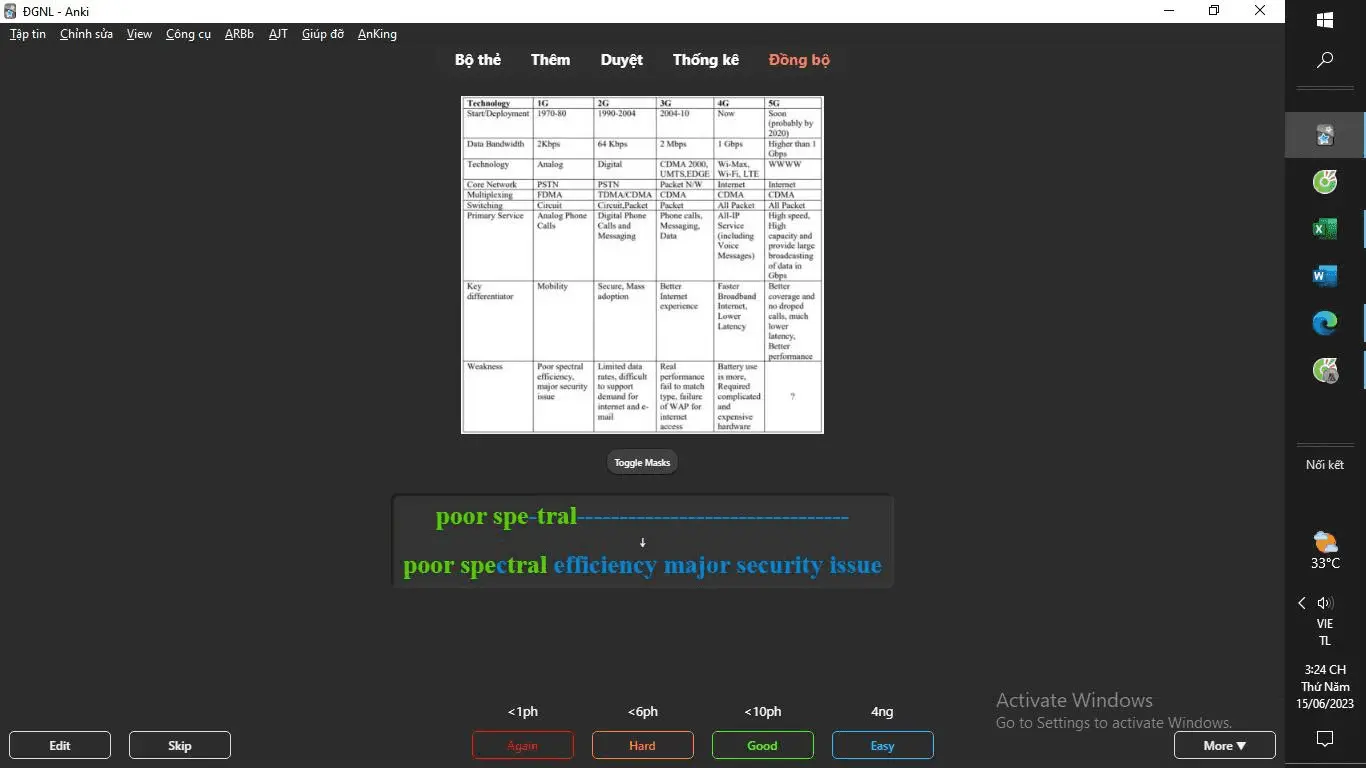 ĐGNL - Anki
Tập tin Chỉnh sửa View Công cụ ARBb AJT Giúp đỡ AnKing
Bộ thẻ Thêm Duyệt Thống kê Đồng bộ
Technology 1G 2G 3G 4G 5G
Start/Deployment 1970-80 1990-2004 2004-10 Now Soon
(probably by
2020)
Data Bandwidth 2Kbps 64 Kbps 2 Mbps 1 Gbps Higher than 1
Gbps
Technology Analog Digital CDMA 2000, Wi-Max, WWWW
UMTS,EDGE Wi-Fi, LTE
Core Network PSTN PSTN Packet N/W Internet Internet
Multiplexing FDMA TDMA/CDMA CDMA CDMA CDMA
Switching Circuit Circuit,Packet Packet All Packet All Packet
Primary Service Analog Phone Digital Phone Phone calls, All-IP High speed,
Calls Calls and Messaging, Service High
Messaging Data (including capacity and
Voice provide large
Messages) broadcasting
of data in
Gbps
Key Mobility Secure, Mass Better Faster Better
differentiator adoption Internet Broadband coverage and
experience Internet, no droped
Lower calls, much
Latency lower
latency,
Better
performance
Weakness Poor spectral Limited data Real Battery use
efficiency, rates, difficult performance is more,
major security to support fail to match Required
issue demand for type, failure complicated ?
internet and e- of WAP for and
mail internet expensive
access hardware
Toggle Masks
poor spe-tral--------------------------------
↓
poor spectral efficiency major security issue
<1ph <6ph <10ph 4ng
Edit Skip Again Hard Good Easy More ▼
Activate Windows
Go to Settings to activate Windows.
Nối kết
33°C
VIE
TL
3:24 CH
Thứ Năm
15/06/2023